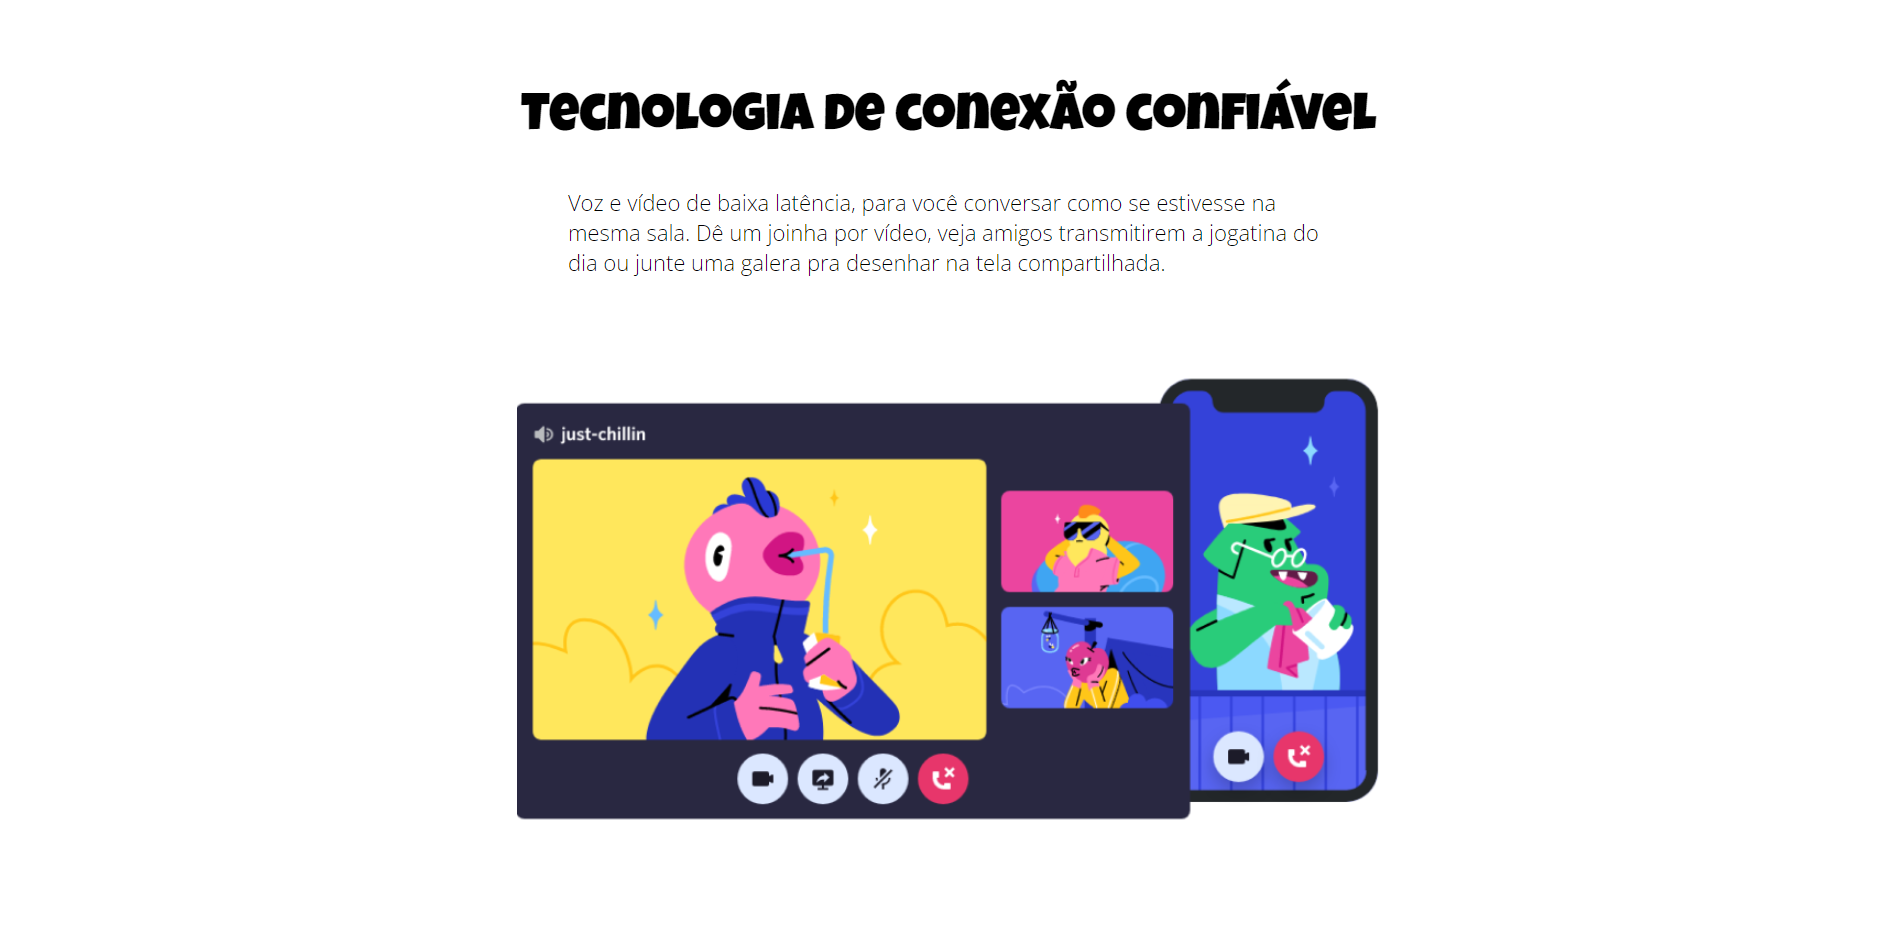 Tecnologia de conexão confiável
Voz e vídeo de baixa latência, para você conversar como se estivesse na
mesma sala. Dê um joinha por vídeo, veja amigos transmitirem a jogatina do
dia ou junte uma galera pra desenhar na tela compartilhada.
just-chillin